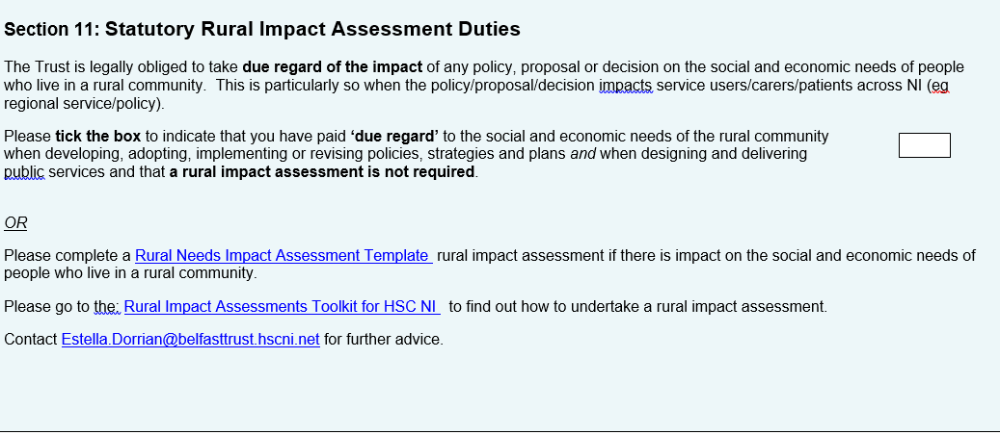 Section 11: Statutory Rural Impact Assessment Duties
The Trust is legally obliged to take due regard of the impact of any policy, proposal or decision on the social and economic needs of people
who live in a rural community.  This is particularly so when the policy/proposal/decision impacts service users/carers/patients across NI (eg
regional service/policy).
Please tick the box to indicate that you have paid ‘due regard’ to the social and economic needs of the rural community
when developing, adopting, implementing or revising policies, strategies and plans and when designing and delivering
public services and that a rural impact assessment is not required.
OR
Please complete a Rural Needs Impact Assessment Template  rural impact assessment if there is impact on the social and economic needs of
people who live in a rural community.
Please go to the: Rural Impact Assessments Toolkit for HSC NI  to find out how to undertake a rural impact assessment.
Contact Estella.Dorrian@belfasttrust.hscni.net for further advice.